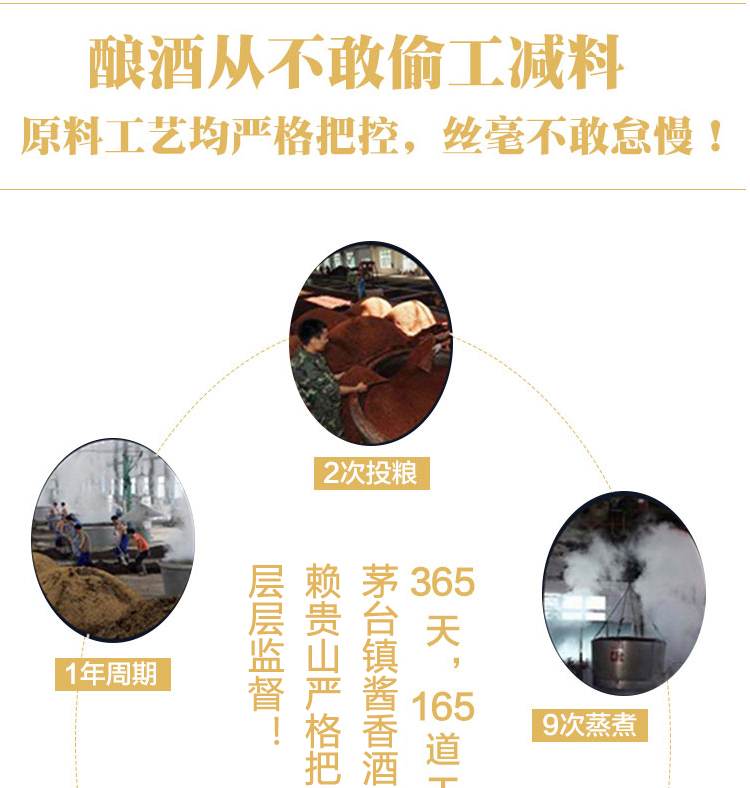 酿酒从不敢偷工减料
原料工艺均严格把控，丝毫不敢怠慢！
2次投粮
1年周期
9次蒸煮
365天，165道
茅台镇酱香酒
赖贵山严格把
层层监督！